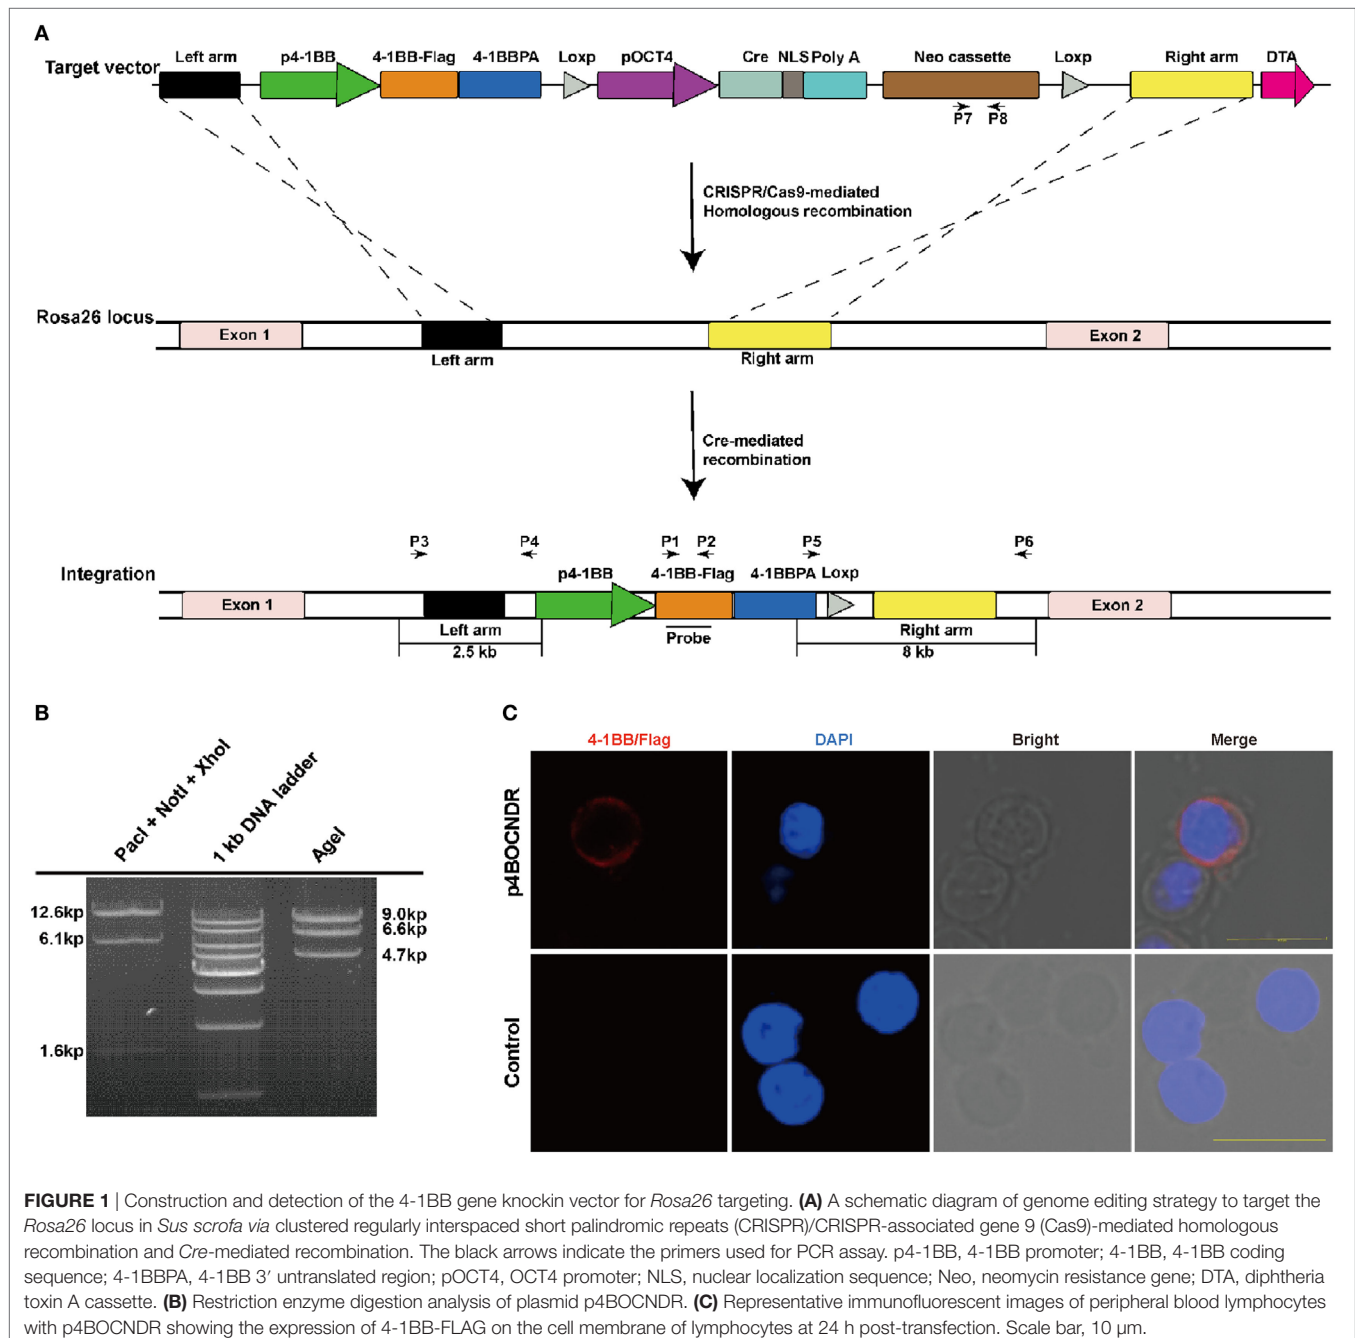 A
Left arm
p4-1BB
4-1BB-Flag
4-1BBPA
Loxp
pOCT4
Cre
NLS
Poly A
Neo cassette
Loxp
Right arm
DTA
Target vector
P7
P8
CRISPR/Cas9-mediated
Homologous recombination
Rosa26 locus
Exon 1
Exon 2
Left arm
Right arm
Cre-mediated
recombination
P3
P4
P1
P2
P5
P6
p4-1BB
4-1BB-Flag
4-1BBPA
Loxp
Integration
Exon 1
Exon 2
Left arm
Probe
Right arm
2.5 kb
8 kb
B
PacI + NotI + XhoI
1 kb DNA ladder
AgeI
12.6kp
6.1kp
1.6kp
9.0kp
6.6kp
4.7kp
C
4-1BB/Flag
DAPI
Bright
Merge
p4BOCNDR
Control
FIGURE 1 | Construction and detection of the 4-1BB gene knockin vector for Rosa26 targeting. (A) A schematic diagram of genome editing strategy to target the
Rosa26 locus in Sus scrofa via clustered regularly interspaced short palindromic repeats (CRISPR)/CRISPR-associated gene 9 (Cas9)-mediated homologous
recombination and Cre-mediated recombination. The black arrows indicate the primers used for PCR assay. p4-1BB, 4-1BB promoter; 4-1BB, 4-1BB coding
sequence; 4-1BBPA, 4-1BB 3′ untranslated region; pOCT4, OCT4 promoter; NLS, nuclear localization sequence; Neo, neomycin resistance gene; DTA, diphtheria
toxin A cassette. (B) Restriction enzyme digestion analysis of plasmid p4BOCNDR. (C) Representative immunofluorescent images of peripheral blood lymphocytes
with p4BOCNDR showing the expression of 4-1BB-FLAG on the cell membrane of lymphocytes at 24 h post-transfection. Scale bar, 10 μm.